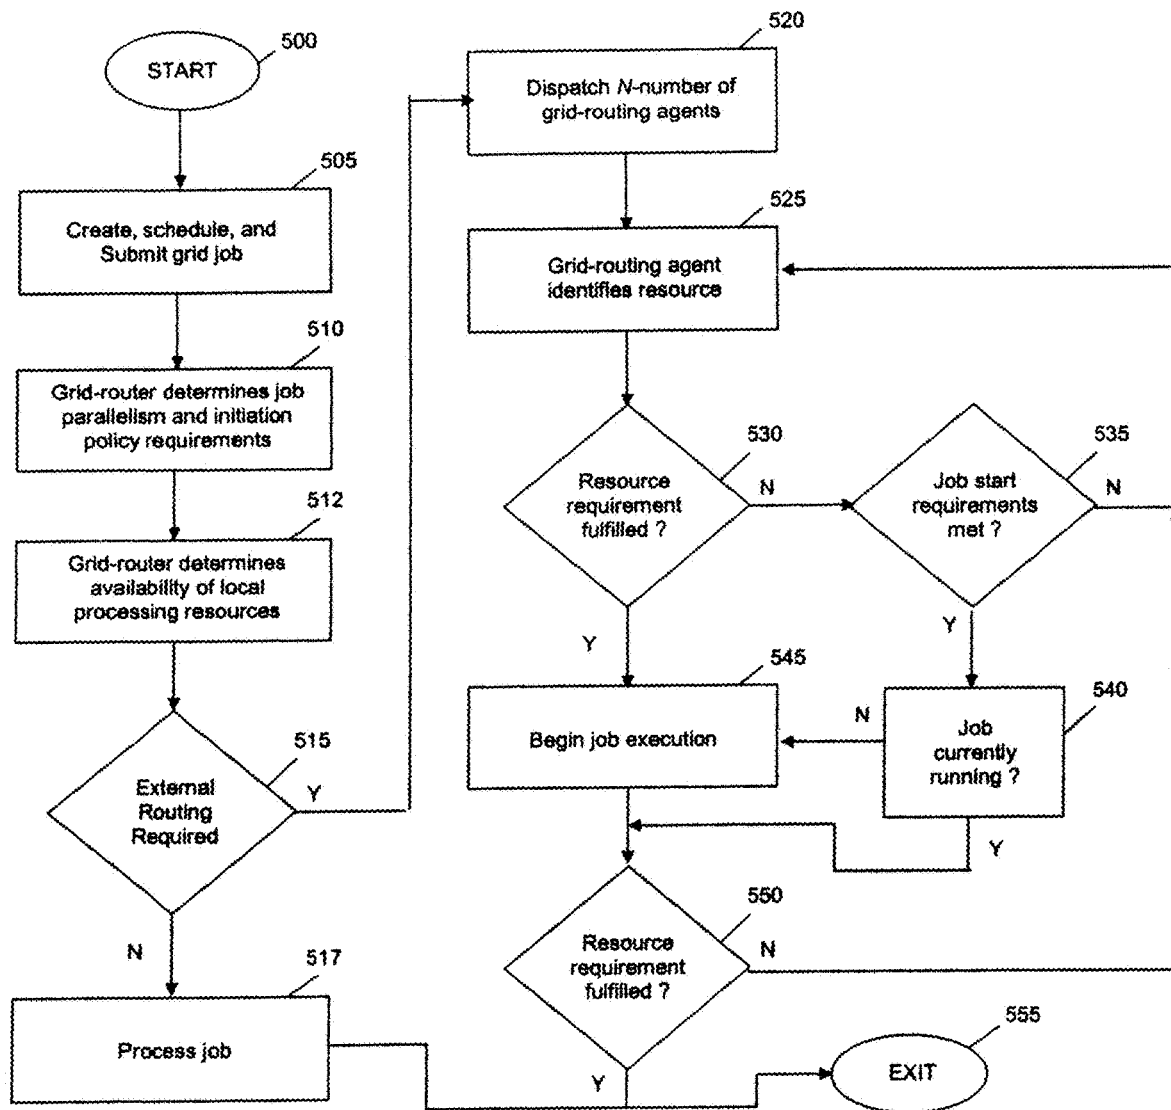 500
START
505
Create, schedule, and
Submit grid job
510
Grid-router determines job
parallelism and initiation
policy requirements
512
Grid-router determines
availability of local
processing resources
515
External
Routing
Required
Y
N
517
Process job
520
Dispatch N-number of
grid-routing agents
525
Grid-routing agent
identifies resource
530
Resource
requirement
fulfilled ?
N
Y
535
Job start
requirements
met ?
N
Y
540
Job
currently
running ?
N
Y
545
Begin job execution
550
Resource
requirement
fulfilled ?
N
Y
555
EXIT